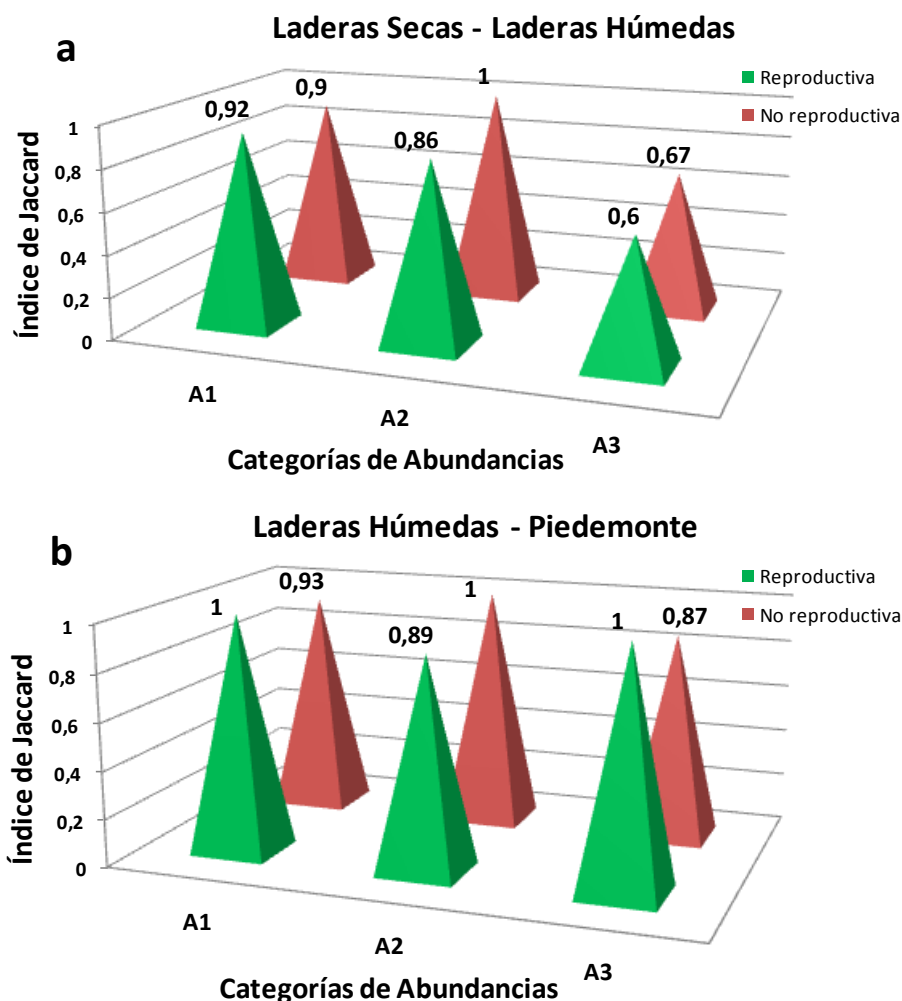 a
Laderas Secas - Laderas Húmedas
Reproductiva
No reproductiva
Índice de Jaccard
1
0,8
0,6
0,4
0,2
0
0,92
0,9
0,86
1
0,6
0,67
A1
A2
A3
Categorías de Abundancias
b
Laderas Húmedas - Piedemonte
Reproductiva
No reproductiva
Índice de Jaccard
1
0,8
0,6
0,4
0,2
0
1
0,93
0,89
1
1
0,87
A1
A2
A3
Categorías de Abundancias